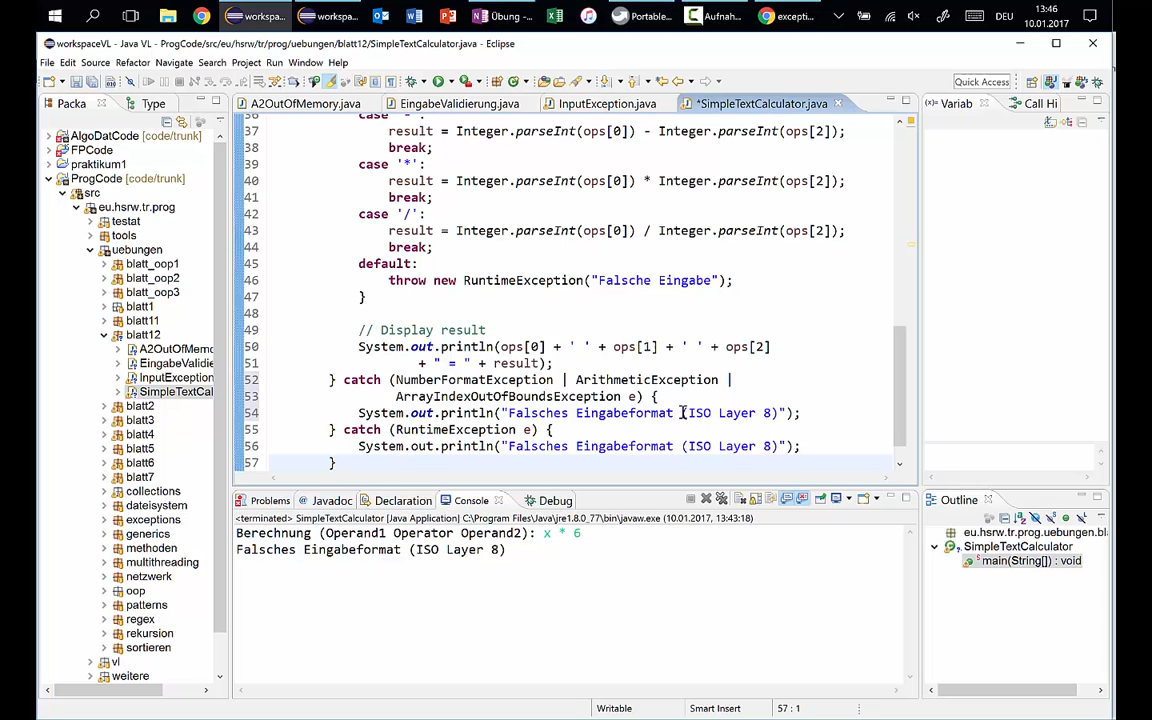 workspa...
workspa...
Übung -...
Portable...
Aufnah...
excepti...
DEU
13:46
10.01.2017
workspaceVL - Java VL - ProgCode/src/eu/hsrw/tr/prog/uebungen/blatt12/SimpleTextCalculator.java - Eclipse
File Edit Source Refactor Navigate Search Project Run Window Help
Quick Access
Packa
Type
AlgoDatCode [code/trunk]
FPCode
praktikum1
ProgCode [code/trunk]
src
eu.hsrw.tr.prog
testat
tools
uebungen
blatt_oop1
blatt_oop2
blatt_oop3
blatt1
blatt11
blatt12
A2OutOfMemo
EingabeValidie
InputException
SimpleTextCal
blatt2
blatt3
blatt4
blatt5
blatt6
blatt7
collections
dateisystem
exceptions
generics
methoden
multithreading
netzwerk
oop
patterns
regex
rekursion
sortieren
vl
weitere
A2OutOfMemory.java
EingabeValidierung.java
InputException.java
*SimpleTextCalculator.java
36 case '-':
37 result = Integer.parseInt(ops[0]) - Integer.parseInt(ops[2]);
38 break;
39 case '*':
40 result = Integer.parseInt(ops[0]) * Integer.parseInt(ops[2]);
41 break;
42 case '/':
43 result = Integer.parseInt(ops[0]) / Integer.parseInt(ops[2]);
44 break;
45 default:
46 throw new RuntimeException("Falsche Eingabe");
47 }
48
49 // Display result
50 System.out.println(ops[0] + ' ' + ops[1] + ' ' + ops[2]
51 + " = " + result);
52 } catch (NumberFormatException | ArithmeticException |
53 ArrayIndexOutOfBoundsException e) {
54 System.out.println("Falsches Eingabeformat (ISO Layer 8)");
55 } catch (RuntimeException e) {
56 System.out.println("Falsches Eingabeformat (ISO Layer 8)");
57 }
Problems
Javadoc
Declaration
Console
Debug
<terminated> SimpleTextCalculator [Java Application] C:\Program Files\Java\jre1.8.0_77\bin\javaw.exe (10.01.2017, 13:43:18)
Berechnung (Operand1 Operator Operand2): x * 6
Falsches Eingabeformat (ISO Layer 8)
Variab
Call Hi
Outline
eu.hsrw.tr.prog.uebungen.bl
SimpleTextCalculator
main(String[]) : void
Writable
Smart Insert
57 : 1